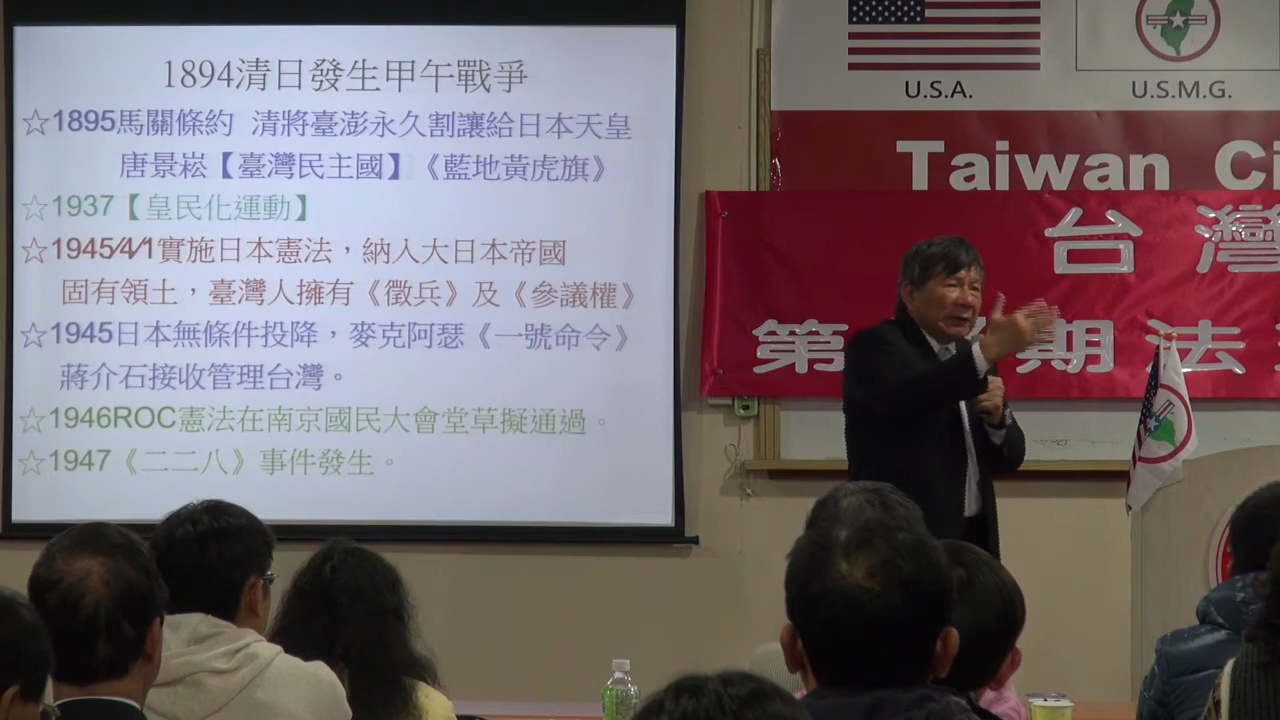 1894清日發生甲午戰爭
☆1895馬關條約 清將臺澎永久割讓給日本天皇
唐景崧【臺灣民主國】《藍地黃虎旗》
☆1937【皇民化運動】
☆1945/4/1實施日本憲法，納入大日本帝國
固有領土，臺灣人擁有《徵兵》及《參議權》
☆1945日本無條件投降，麥克阿瑟《一號命令》
蔣介石接收管理台灣。
☆1946ROC憲法在南京國民大會堂草擬通過。
☆1947《二二八》事件發生。
U.S.A.
U.S.M.G.
Taiwan Ci
台灣
第 期法